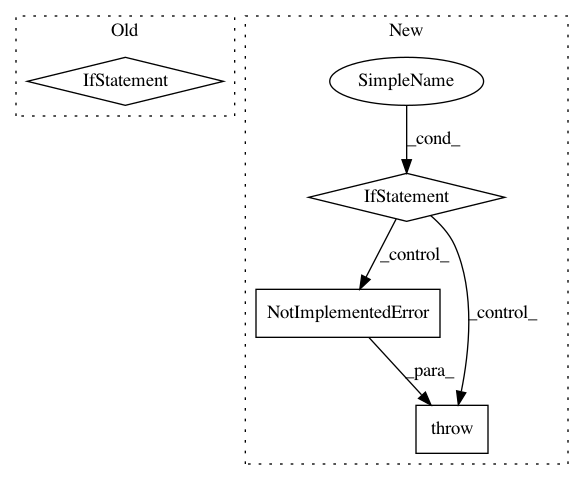 Old
New
IfStatement
SimpleName
_cond_
IfStatement
_control_
_control_
NotImplementedError
_para_
throw